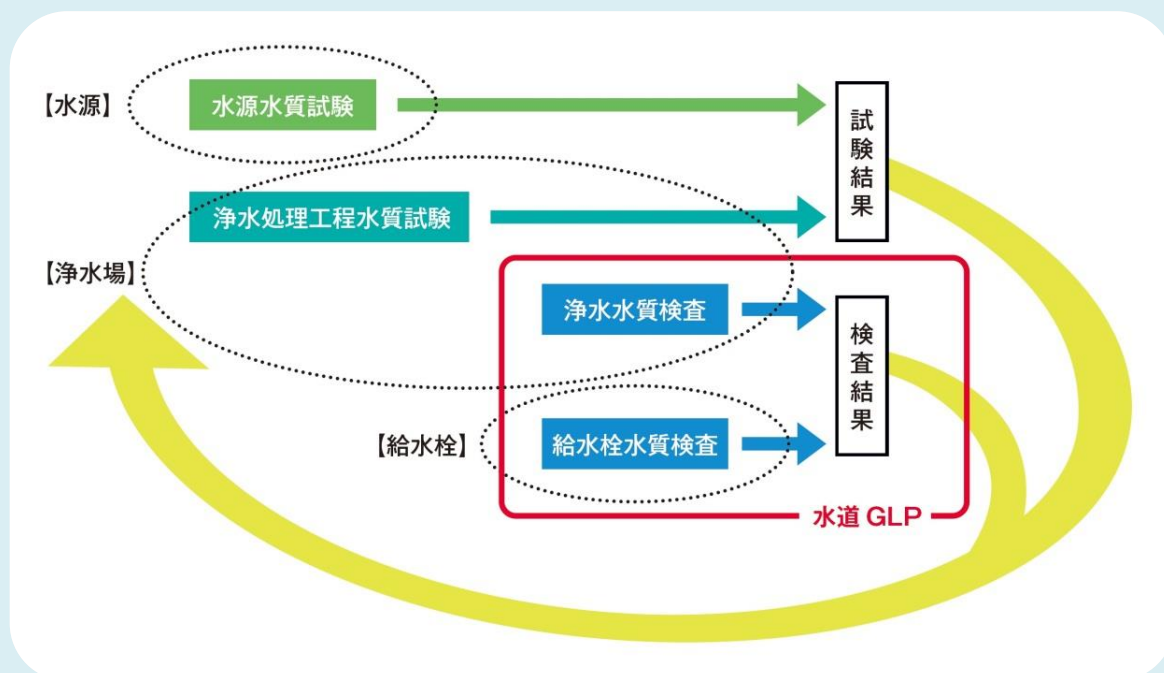 【水源】
水源水質試験
試験結果
浄水処理工程水質試験
【浄水場】
浄水水質検査
検査結果
【給水栓】
給水栓水質検査
水道 GLP